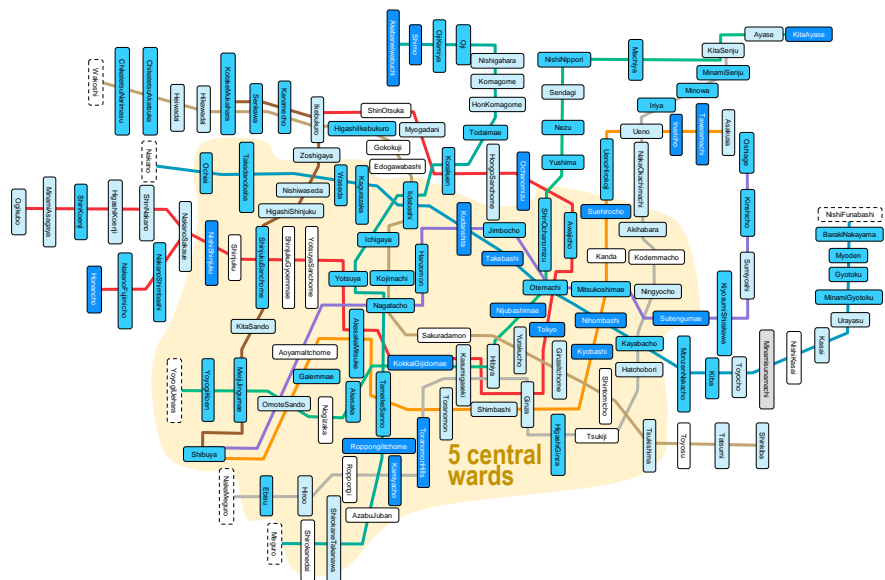 AkabaneIwabuchi
Shimo
OjiKamiya
Oji
Nishigahara
Komagome
HonKomagome
Todaimae
NishiNippori
Sendagi
Nezu
Yushima
Machiya
KitaSenju
Ayase
KitaAyase
MinamiSenju
Minowa
Iriya
Ueno
Inaricho
Tawaramachi
Asakusa
Oshiage
Kinshicho
Sumiyoshi
Wakoshi
ChikatetsuNarimasu
ChikatetsuAkatsuka
Heiwadai
Hikawadai
KotakeMukaihara
Senkawa
Kanamecho
Ikebukuro
ShinOtsuka
HigashiIkebukuro
Myogadani
Gokokuji
Edogawabashi
Zoshigaya
Nishiwaseda
HigashiShinjuku
Nakano
Ochiai
Takadanobaba
Waseda
Kagurazaka
Iidabashi
Korakuen
HongoSanchome
Ochanomizu
ShinOchanomizu
Awajicho
UenoHirokoji
NakaOkachimachi
Suehirocho
Akihabara
Kanda
Kodemmacho
Ningyocho
Ogikubo
MinamiAsagaya
ShinKoenji
HigashiKoenji
ShinNakano
NakanoSakaue
Honancho
NakanoFujimicho
NakanoShimbashi
NishiShinjuku
Shinjuku
ShinjukuSanchome
ShinjukuGyoemmae
YotsuyaSanchome
Yotsuya
Ichigaya
Kojimachi
Hanzomon
Kudanshita
Jimbocho
Takebashi
Otemachi
Mitsukoshimae
Nagatacho
Nijubashimae
Tokyo
Nihombashi
Kyobashi
Suitengumae
KiyosumiShirakawa
NishiFunabashi
BarakiNakayama
Myoden
Gyotoku
MinamiGyotoku
Urayasu
Kasai
NishiKasai
Minamisunamachi
Toyocho
Kiba
MonzenNakacho
Kayabacho
Hatchobori
KitaSando
AoyamaItchome
AkasakaMitsuke
KokkaiGijidomae
Sakuradamon
Kasumigaseki
Hibiya
Yurakucho
GinzaItchome
Shintomicho
YoyogiUehara
YoyogiKoen
MeijiJingumae
OmoteSando
Gaiemmae
Nogizaka
Akasaka
TameikeSanno
Toranomon
Shimbashi
Ginza
HigashiGinza
Tsukiji
Tsukishima
Toyosu
Tatsumi
Shinkiba
Shibuya
NakaMeguro
Ebisu
Hiroo
Roppongi
RoppongiItchome
Kamiyacho
ToranomonHills
AzabuJuban
Meguro
Shirokanedai
ShirokaneTakanawa
5 central
wards